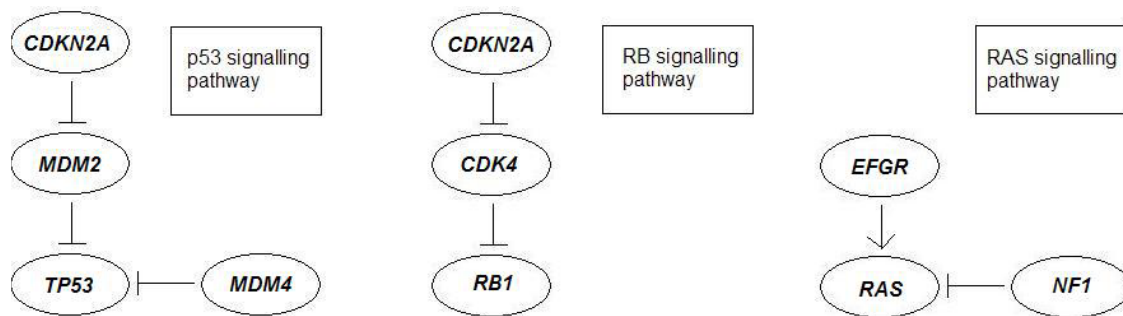 CDKN2A
p53 signalling
pathway
MDM2
TP53
MDM4
CDKN2A
RB signalling
pathway
CDK4
RB1
RAS signalling
pathway
EFGR
RAS
NF1